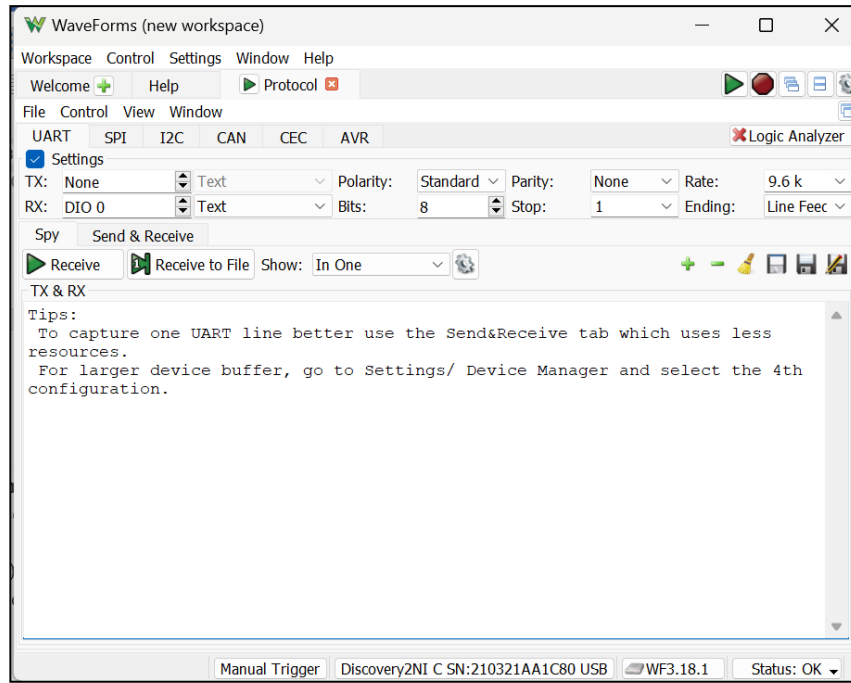 WaveForms (new workspace)
Workspace Control Settings Window Help
Welcome Help Protocol
File Control View Window
UART SPI I2C CAN CEC AVR Logic Analyzer
Settings
TX: None Text Polarity: Standard Parity: None Rate: 9.6 k
RX: DIO 0 Text Bits: 8 Stop: 1 Ending: Line Feec
Spy Send & Receive
Receive 1 Receive to File Show: In One
TX & RX
Tips:
To capture one UART line better use the Send&Receive tab which uses less
resources.
For larger device buffer, go to Settings/ Device Manager and select the 4th
configuration.
Manual Trigger Discovery2NI C SN:210321AA1C80 USB WF3.18.1 Status: OK